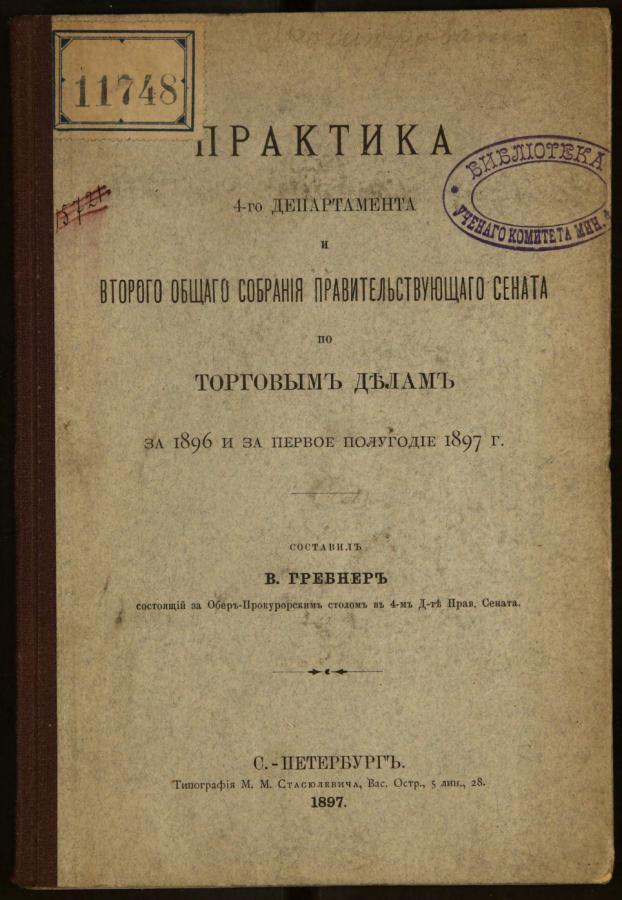 11748
ПРАКТИКА
БИБЛІОТЕКА
УЧЕНАГО КОМИТЕТА МИН.
5721
4-го ДЕПАРТАМЕНТА
и
ВТОРОГО ОБЩАГО СОБРАНІЯ ПРАВИТЕЛЬСТВУЮЩАГО СЕНАТА
по
ТОРГОВЫМЪ ДѢЛАМЪ
ЗА 1896 И ЗА ПЕРВОЕ ПОЛУГОДІЕ 1897 Г.
СОСТАВИЛЪ
В. ГРЕБНЕРЪ
состоящій за Оберъ-Прокурорскимъ столомъ въ 4-мъ Д-тѣ Прав. Сената.
С.-ПЕТЕРБУРГЪ.
Типографія М. М. Стасюлевича, Вас. Остр., 5 лин., 28.
1897.